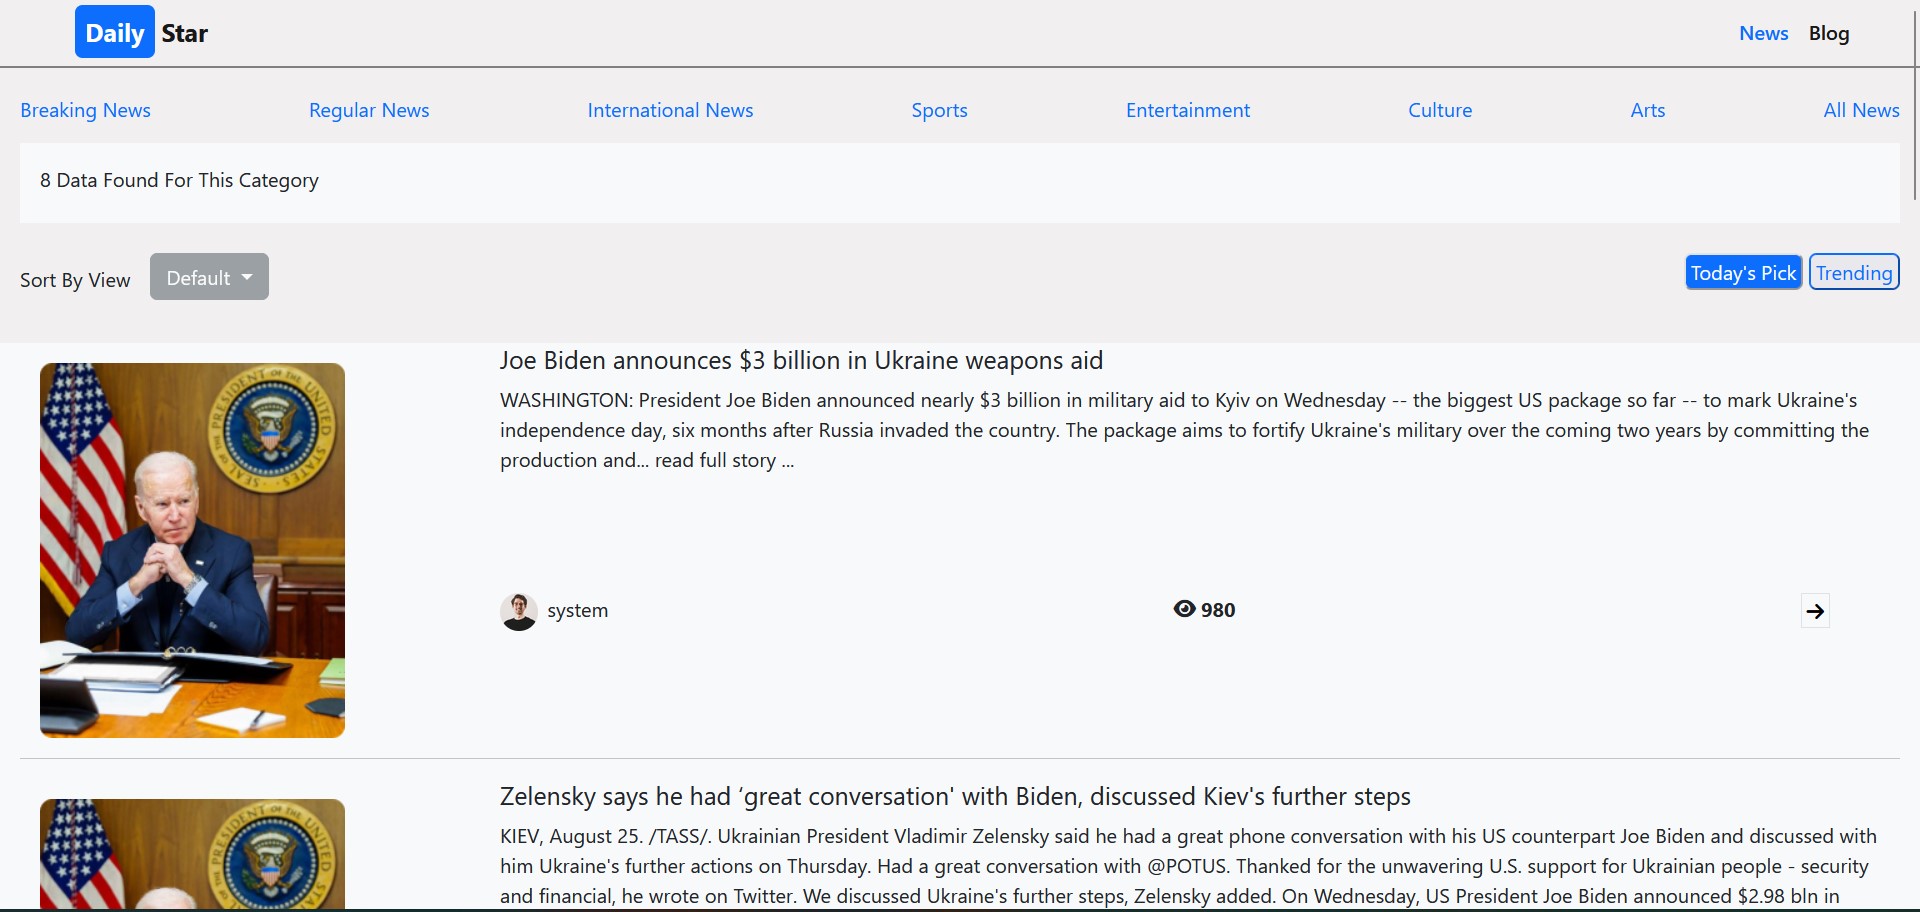 Daily Star
News Blog
Breaking News Regular News International News Sports Entertainment Culture Arts All News
8 Data Found For This Category
Sort By View Default Today's Pick Trending
Joe Biden announces $3 billion in Ukraine weapons aid
WASHINGTON: President Joe Biden announced nearly $3 billion in military aid to Kyiv on Wednesday -- the biggest US package so far -- to mark Ukraine's
independence day, six months after Russia invaded the country. The package aims to fortify Ukraine's military over the coming two years by committing the
production and... read full story ...
PRESIDENT OF THE UNITED STATES
SEAL OF THE
system 980
Zelensky says he had ‘great conversation' with Biden, discussed Kiev's further steps
KIEV, August 25. /TASS/. Ukrainian President Vladimir Zelensky said he had a great phone conversation with his US counterpart Joe Biden and discussed with
him Ukraine's further actions on Thursday. Had a great conversation with @POTUS. Thanked for the unwavering U.S. support for Ukrainian people - security
and financial, he wrote on Twitter. We discussed Ukraine's further steps, Zelensky added. On Wednesday, US President Joe Biden announced $2.98 bln in